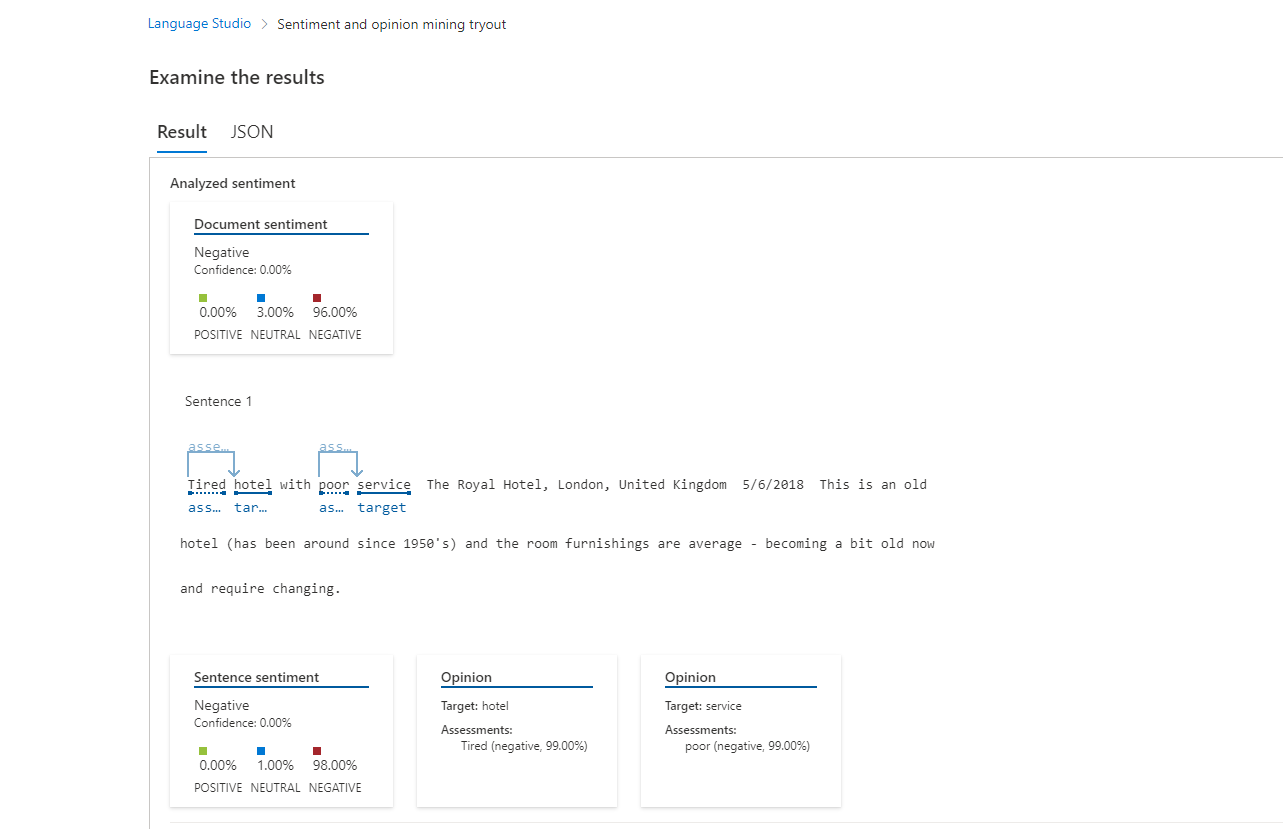 Language Studio > Sentiment and opinion mining tryout
Examine the results
Result JSON
Analyzed sentiment
Document sentiment
Negative
Confidence: 0.00%
0.00% 3.00% 96.00%
POSITIVE NEUTRAL NEGATIVE
Sentence 1
asse... ass...
Tired hotel with poor service The Royal Hotel, London, United Kingdom 5/6/2018 This is an old
ass... tar... as... target
hotel (has been around since 1950's) and the room furnishings are average - becoming a bit old now
and require changing.
Sentence sentiment
Negative
Confidence: 0.00%
0.00% 1.00% 98.00%
POSITIVE NEUTRAL NEGATIVE
Opinion
Target: hotel
Assessments:
Tired (negative, 99.00%)
Opinion
Target: service
Assessments:
poor (negative, 99.00%)